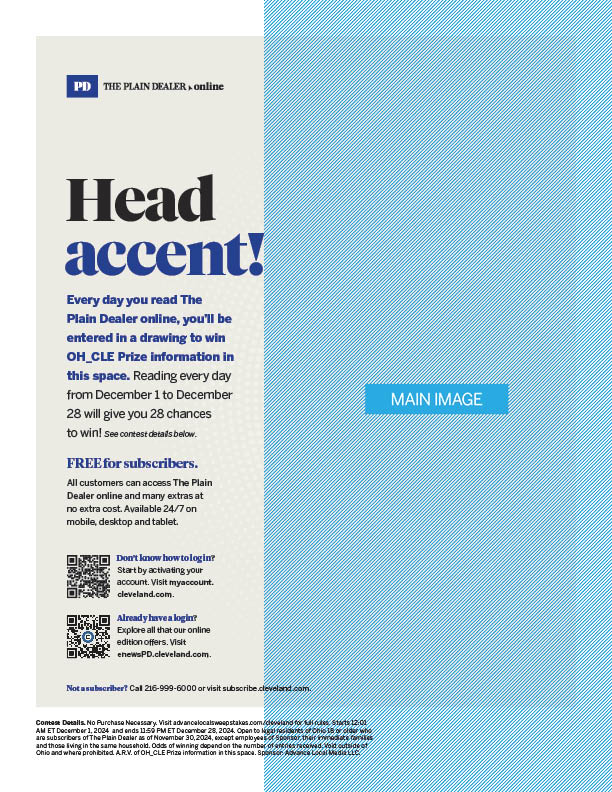 PD THE PLAIN DEALER online
Head
accent!
Every day you read The
Plain Dealer online, you'll be
entered in a drawing to win
OH_CLE Prize information in
this space. Reading every day
from December 1 to December
28 will give you 28 chances
to win! See contest details below.
MAIN IMAGE
FREE for subscribers.
All customers can access The Plain
Dealer online and many extras at
no extra cost. Available 24/7 on
mobile, desktop and tablet.
Don't know how to login?
Start by activating your
account. Visit myaccount.
cleveland.com.
Already have a login?
Explore all that our online
edition offers. Visit
enewsPD.cleveland.com.
Not a subscriber? Call 216-999-6000 or visit subscribe.cleveland.com.
Contest Details. No Purchase Necessary. Visit advancelocalsweepstakes.com/cleveland for full rules. Starts 12:01
AM ET December 1, 2024 and ends 11:59 PM ET December 28, 2024. Open to legal residents of Ohio 18 or older who
are subscribers of The Plain Dealer as of November 30, 2024, except employees of Sponsor, their immediate families
and those living in the same household. Odds of winning depend on the number of entries received. Void outside of
Ohio and where prohibited. A.R.V. of OH_CLE Prize information in this space. Sponsor: Advance Local Media LLC.